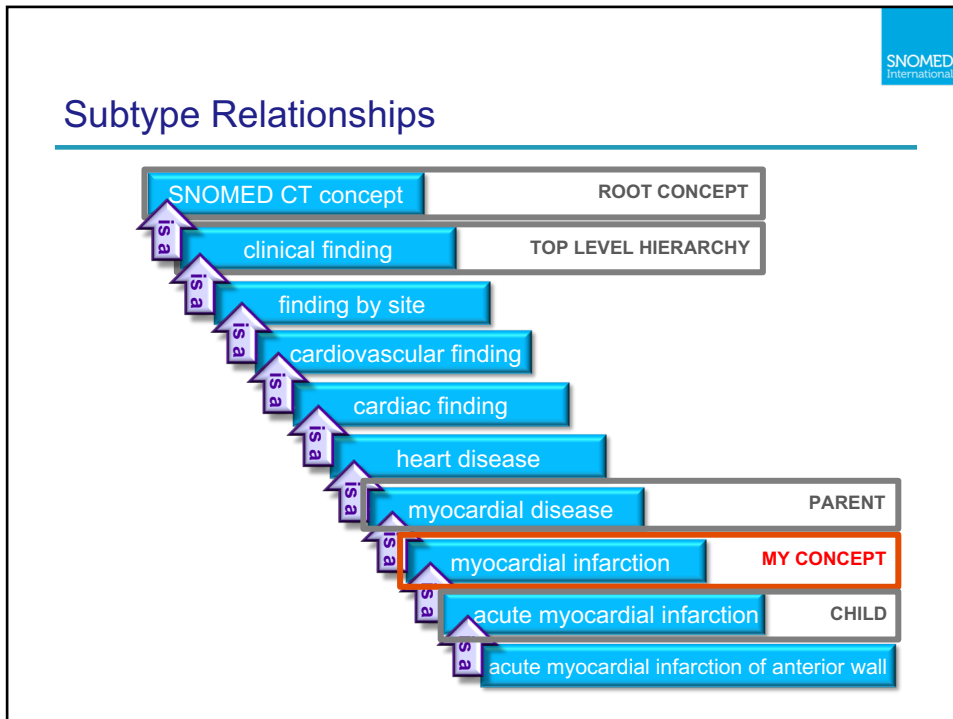 SNOMED
International
Subtype Relationships
SNOMED CT concept ROOT CONCEPT
is a
clinical finding TOP LEVEL HIERARCHY
is a
finding by site
is a
cardiovascular finding
is a
cardiac finding
is a
heart disease
is a
myocardial disease PARENT
is a
myocardial infarction MY CONCEPT
is a
acute myocardial infarction CHILD
is a
acute myocardial infarction of anterior wall